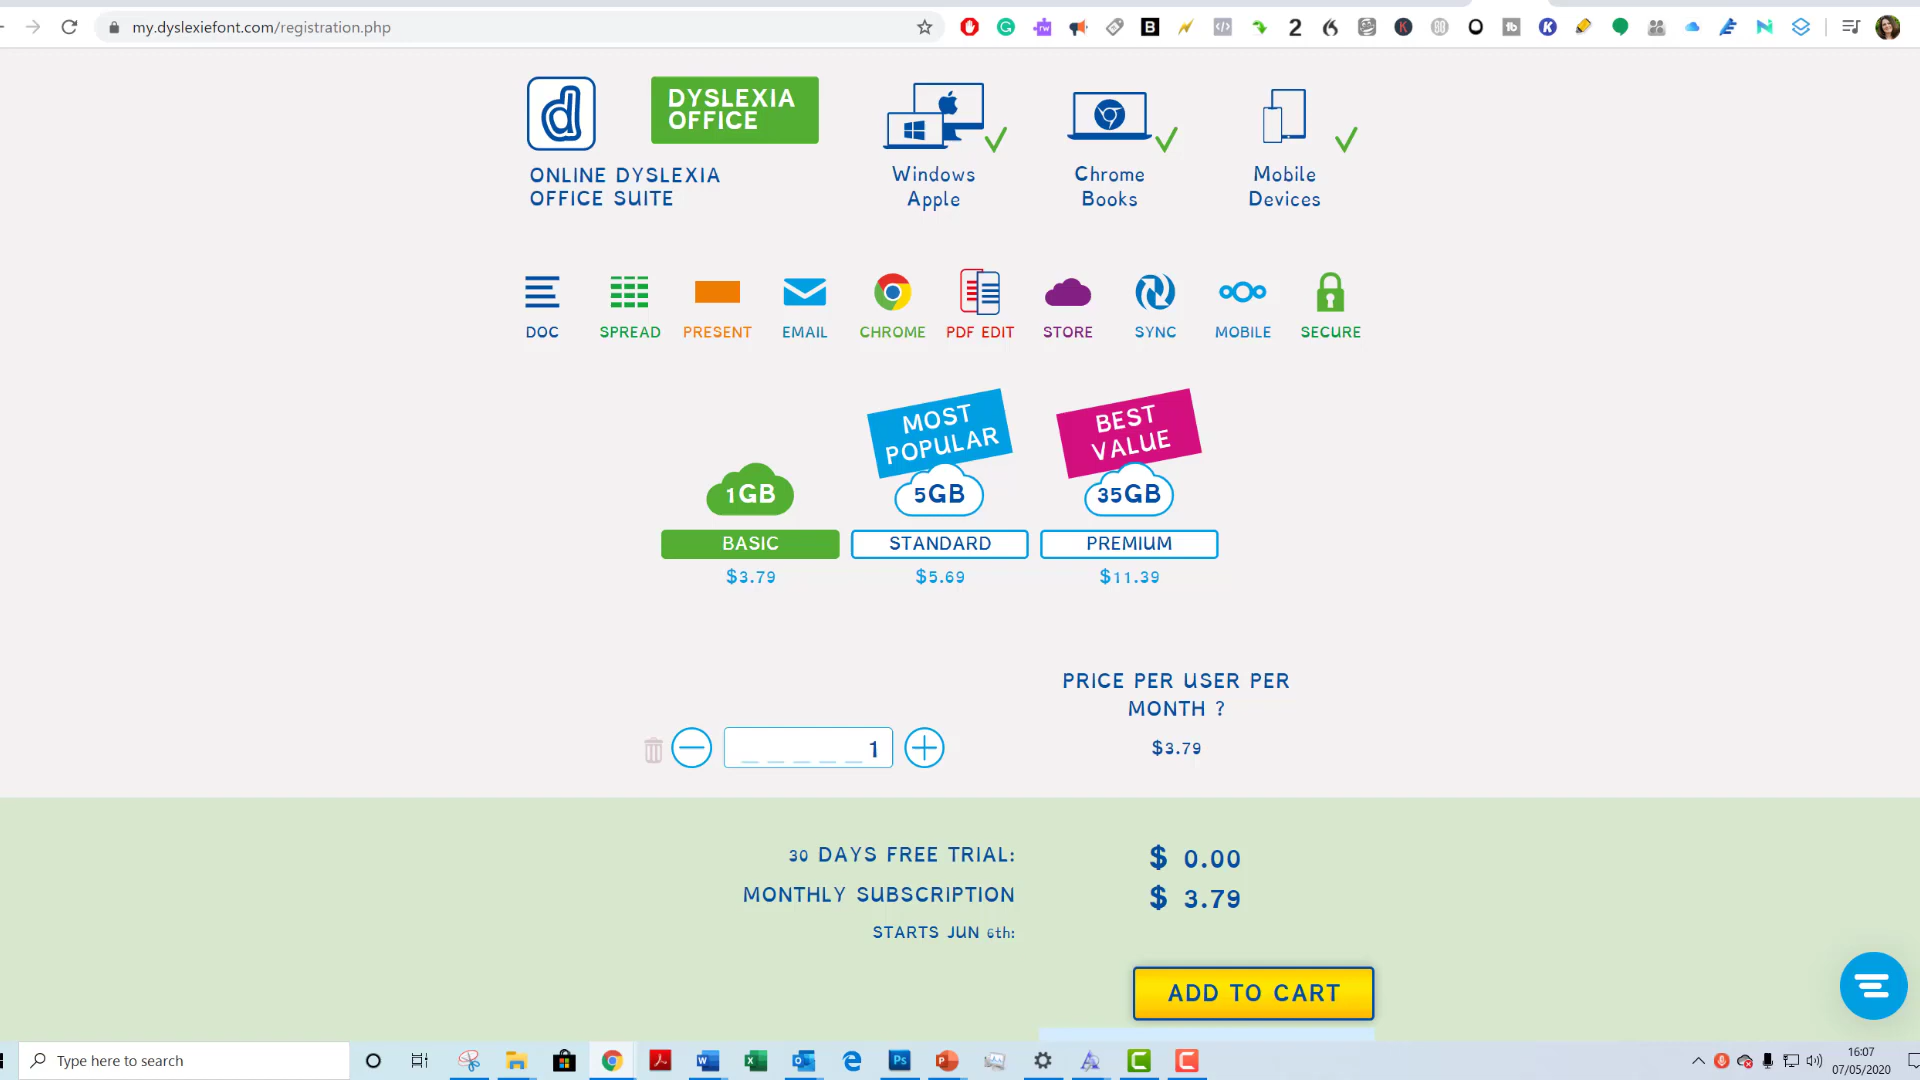 my.dyslexiefont.com/registration.php
d
DYSLEXIA
OFFICE
ONLINE DYSLEXIA
OFFICE SUITE
Windows
Apple
Chrome
Books
Mobile
Devices
DOC
SPREAD
PRESENT
EMAIL
CHROME
PDF EDIT
STORE
SYNC
MOBILE
SECURE
MOST
POPULAR
BEST
VALUE
1GB
5GB
35GB
BASIC
STANDARD
PREMIUM
$3.79
$5.69
$11.39
PRICE PER USER PER
MONTH ?
1
$3.79
30 DAYS FREE TRIAL:
$ 0.00
MONTHLY SUBSCRIPTION
$ 3.79
STARTS JUN 6th:
ADD TO CART
Type here to search
16:07
07/05/2020